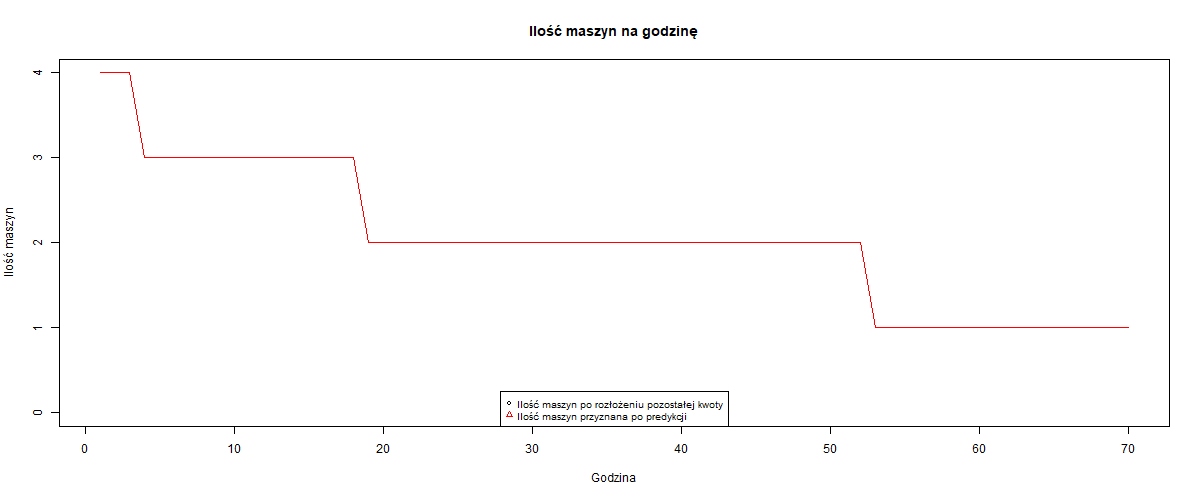 Ilość maszyn na godzinę
Ilość maszyn
4
3
2
1
0
Ilość maszyn po rozłożeniu pozostałej kwoty
Ilość maszyn przyznana po predykcji
0 10 20 30 40 50 60 70
Godzina